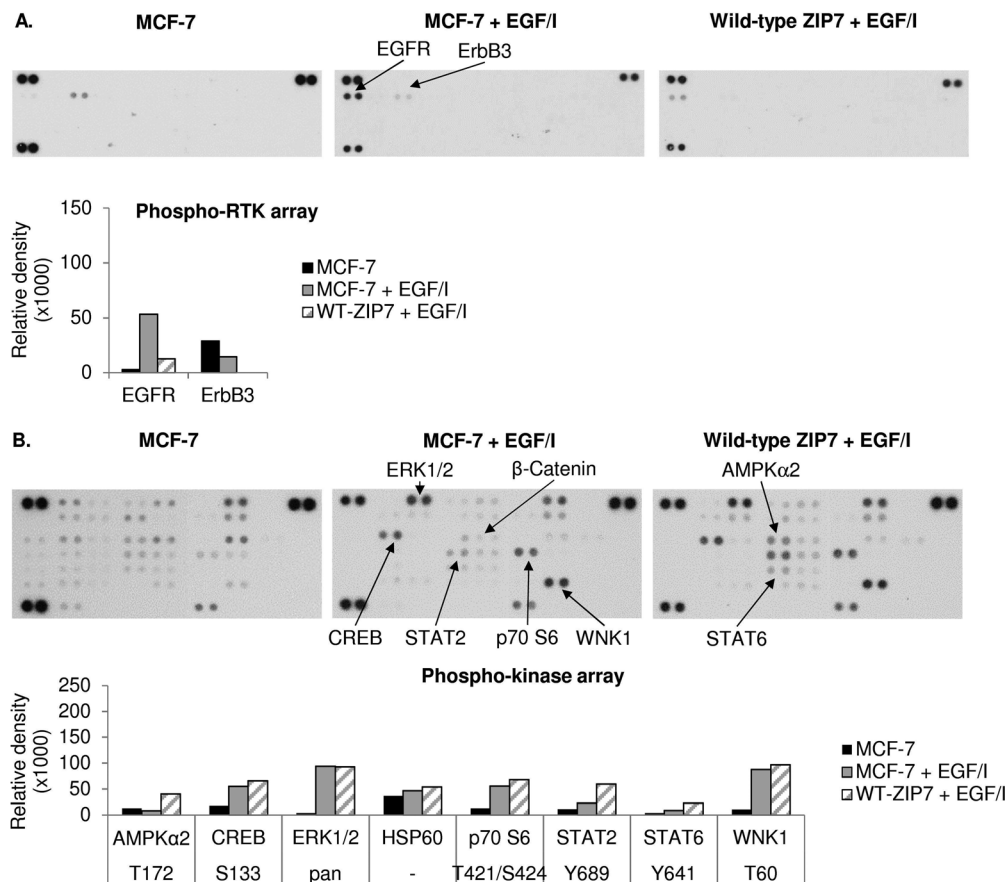 A. MCF-7 MCF-7 + EGF/I Wild-type ZIP7 + EGF/I
EGFR ErbB3
150
100
50
0
Relative density
(x1000)
Phospho-RTK array
MCF-7
MCF-7 + EGF/I
WT-ZIP7 + EGF/I
EGFR ErbB3
B. MCF-7 MCF-7 + EGF/I Wild-type ZIP7 + EGF/I
ERK1/2 β-Catenin AMPKα2
CREB STAT2 p70 S6 WNK1 STAT6
Phospho-kinase array
250
200
150
100
50
0
Relative density
(x1000)
MCF-7
MCF-7 + EGF/I
WT-ZIP7 + EGF/I
AMPKα2 CREB ERK1/2 HSP60 p70 S6 STAT2 STAT6 WNK1
T172 S133 pan - T421/S424 Y689 Y641 T60